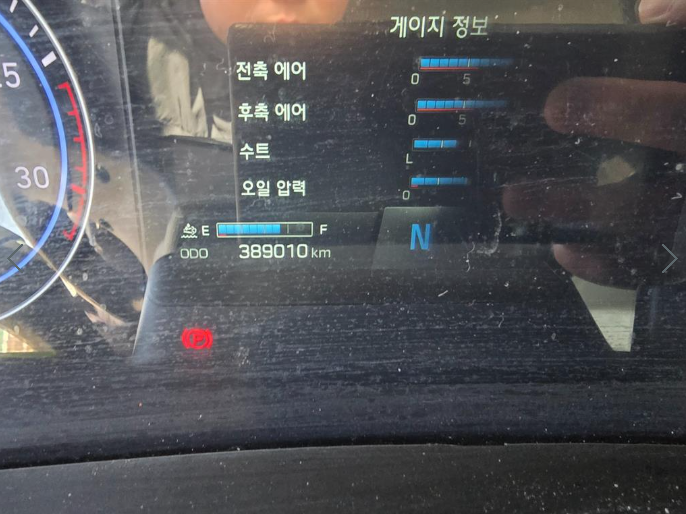 게이지 정보
전축 에어
0 5
후축 에어
0 5
수트
L
오일 압력
0
E F
ODO 389010 km
N
P
.5
30